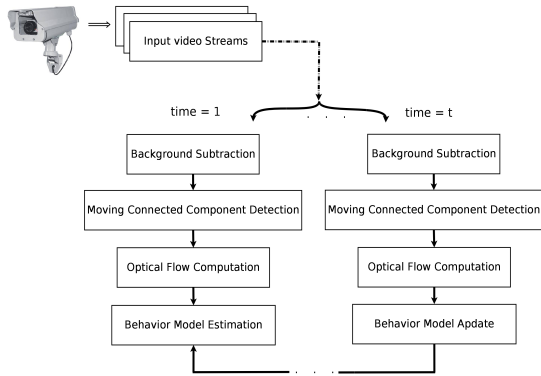 Input video Streams
time = 1
. . .
time = t
Background Subtraction
Background Subtraction
Moving Connected Component Detection
Moving Connected Component Detection
Optical Flow Computation
Optical Flow Computation
Behavior Model Estimation
Behavior Model Apdate
. . .